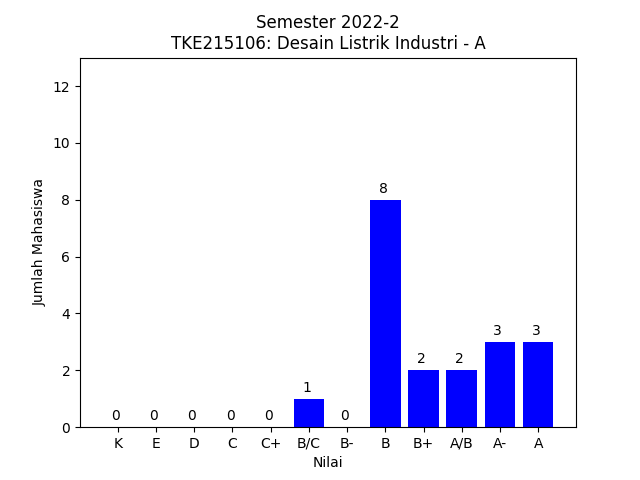 Semester 2022-2
TKE215106: Desain Listrik Industri - A
12
10
8
6
4
2
0
Jumlah Mahasiswa
0 0 0 0 0 1 0 8 2 2 3 3
K E D C C+ B/C B- B B+ A/B A- A
Nilai